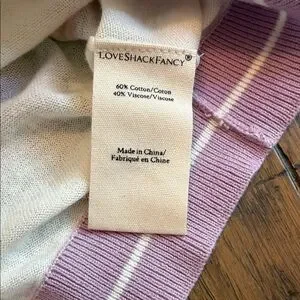 LOVESHACKFANCY®
60% Cotton/Coton
40% Viscose/Viscose
Made in China/
Fabriqué en Chine